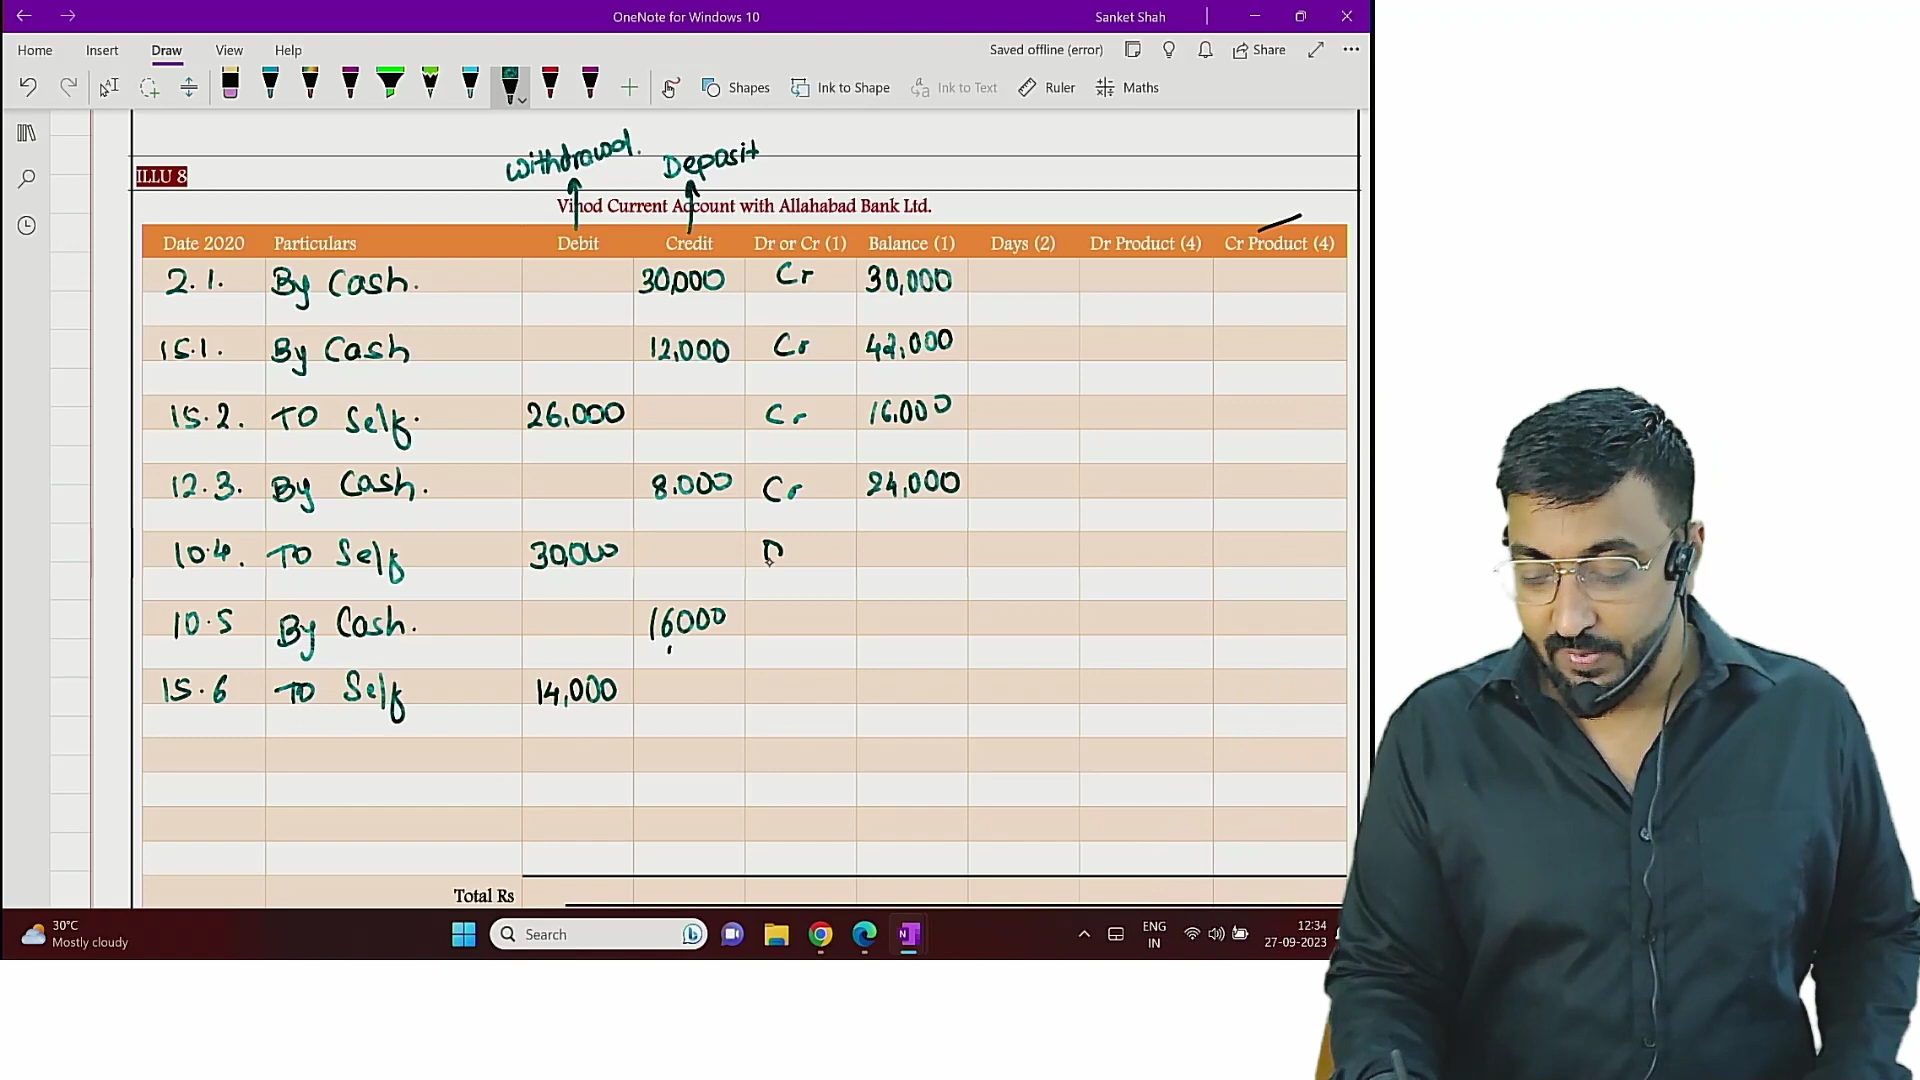 OneNote for Windows 10
Sanket Shah
Home Insert Draw View Help
Saved offline (error) Share
Shapes Ink to Shape Ink to Text Ruler Maths
Withdrawal. Deposit
ILLU 8
Vinod Current Account with Allahabad Bank Ltd.
Date 2020 Particulars Debit Credit Dr or Cr (1) Balance (1) Days (2) Dr Product (4) Cr Product (4)
2.1. By Cash. 30,000 Cr 30,000
15.1. By Cash 12,000 Cr 42,000
15.2. TO Self. 26,000 Cr 16,000
12.3. By Cash. 8,000 Cr 24,000
10.4. TO Self 30,000 D
10.5 By Cash. 16,000
15.6 TO Self 14,000
Total Rs
30°C
Mostly cloudy
Search
ENG
IN
12:34
27-09-2023